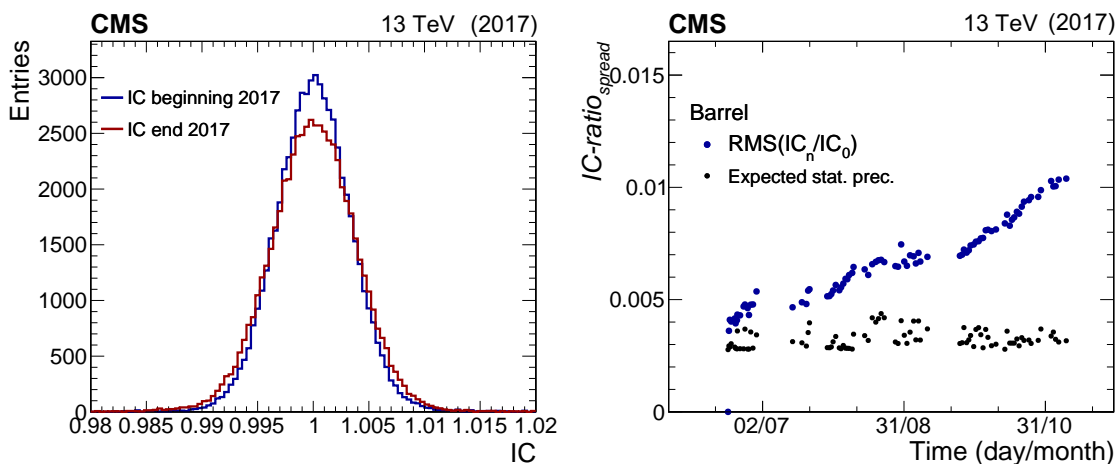 CMS 13 TeV (2017)
Entries
3000
2500
2000
1500
1000
500
0
IC beginning 2017
IC end 2017
0.98 0.985 0.99 0.995 1 1.005 1.01 1.015 1.02
IC
CMS 13 TeV (2017)
IC-ratio_spread
0.015
0.01
0.005
0
Barrel
RMS(IC_n/IC_0)
Expected stat. prec.
02/07 31/08 31/10
Time (day/month)